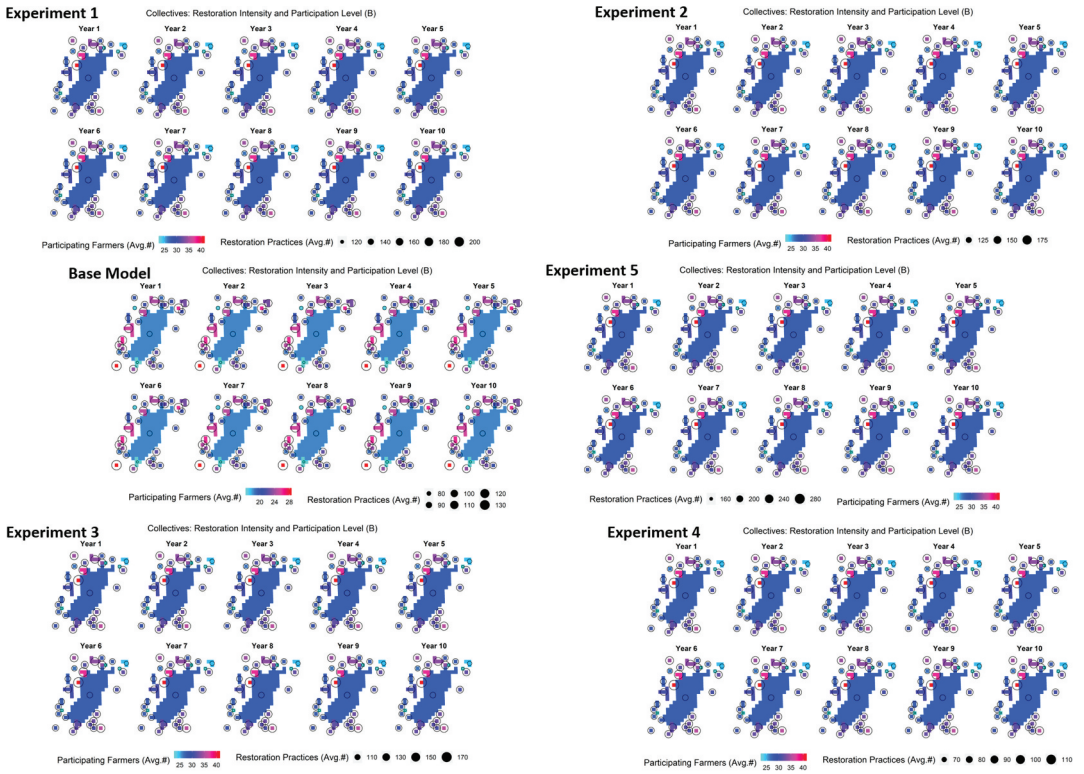 Experiment 1
Collectives: Restoration Intensity and Participation Level (B)
Year 1 Year 2 Year 3 Year 4 Year 5
Year 6 Year 7 Year 8 Year 9 Year 10
Participating Farmers (Avg.#) 25 30 35 40 Restoration Practices (Avg.#) 120 140 160 180 200
Experiment 2
Collectives: Restoration Intensity and Participation Level (B)
Year 1 Year 2 Year 3 Year 4 Year 5
Year 6 Year 7 Year 8 Year 9 Year 10
Participating Farmers (Avg.#) 25 30 35 40 Restoration Practices (Avg.#) 125 150 175
Base Model
Collectives: Restoration Intensity and Participation Level (B)
Year 1 Year 2 Year 3 Year 4 Year 5
Year 6 Year 7 Year 8 Year 9 Year 10
Participating Farmers (Avg.#) 20 24 28 Restoration Practices (Avg.#) 80 100 120
90 110 130
Experiment 5
Collectives: Restoration Intensity and Participation Level (B)
Year 1 Year 2 Year 3 Year 4 Year 5
Year 6 Year 7 Year 8 Year 9 Year 10
Restoration Practices (Avg.#) 160 200 240 280 Participating Farmers (Avg.#) 25 30 35 40
Experiment 3
Collectives: Restoration Intensity and Participation Level (B)
Year 1 Year 2 Year 3 Year 4 Year 5
Year 6 Year 7 Year 8 Year 9 Year 10
Participating Farmers (Avg.#) 25 30 35 40 Restoration Practices (Avg.#) 110 130 150 170
Experiment 4
Collectives: Restoration Intensity and Participation Level (B)
Year 1 Year 2 Year 3 Year 4 Year 5
Year 6 Year 7 Year 8 Year 9 Year 10
Participating Farmers (Avg.#) 25 30 35 40 Restoration Practices (Avg.#) 70 80 90 100 110